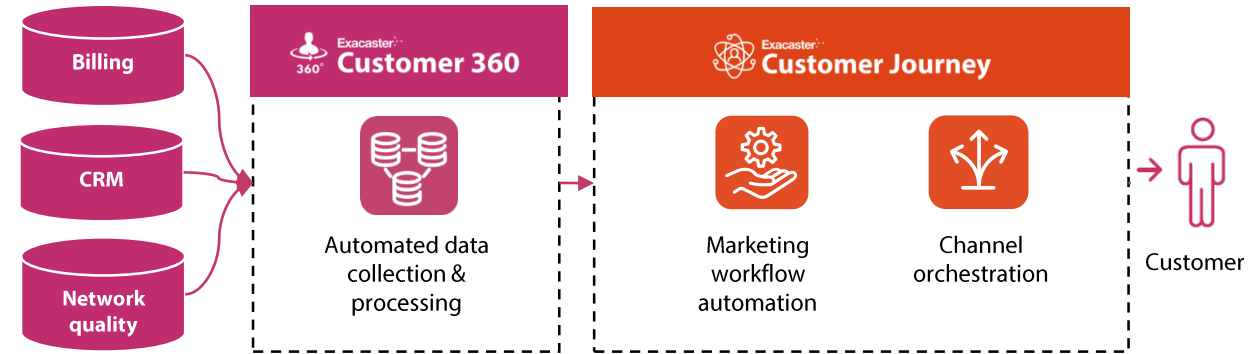 Billing
CRM
Network
quality
360°
Exacaster
Customer 360
Automated data
collection &
processing
Exacaster
Customer Journey
Marketing
workflow
automation
Channel
orchestration
Customer